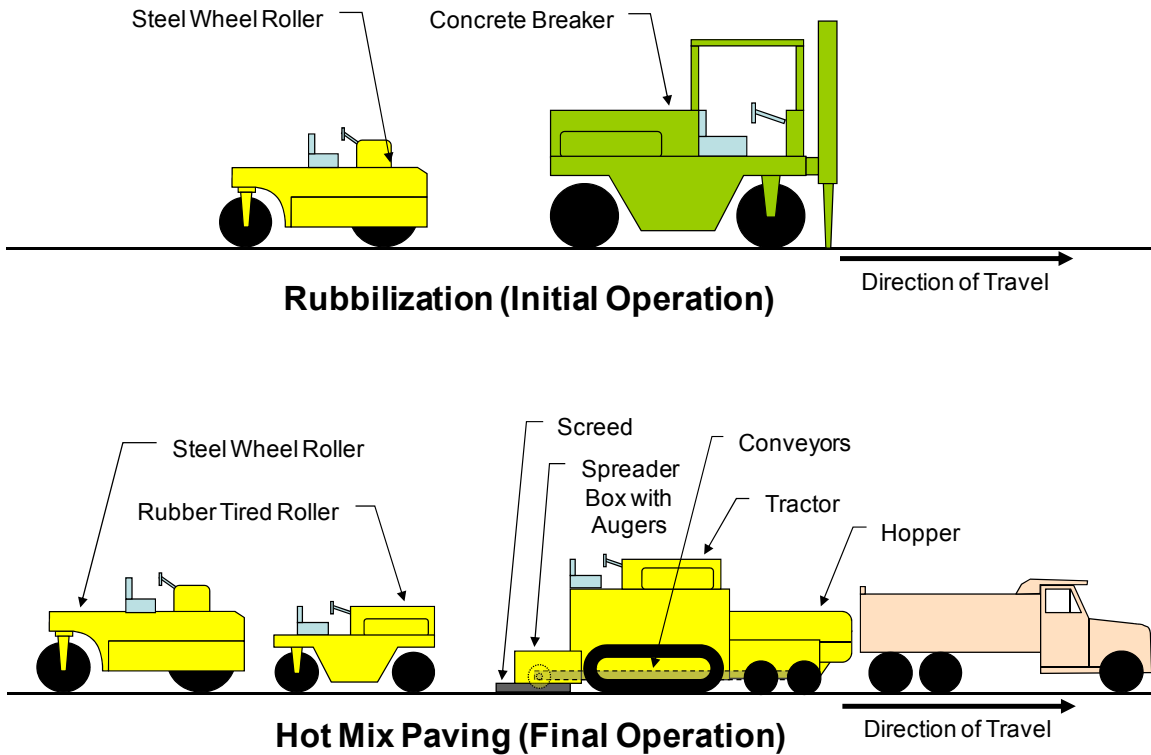 Steel Wheel Roller
Concrete Breaker
Direction of Travel
Rubbilization (Initial Operation)
Screed
Conveyors
Steel Wheel Roller
Spreader
Box with
Augers
Tractor
Rubber Tired Roller
Hopper
Direction of Travel
Hot Mix Paving (Final Operation)